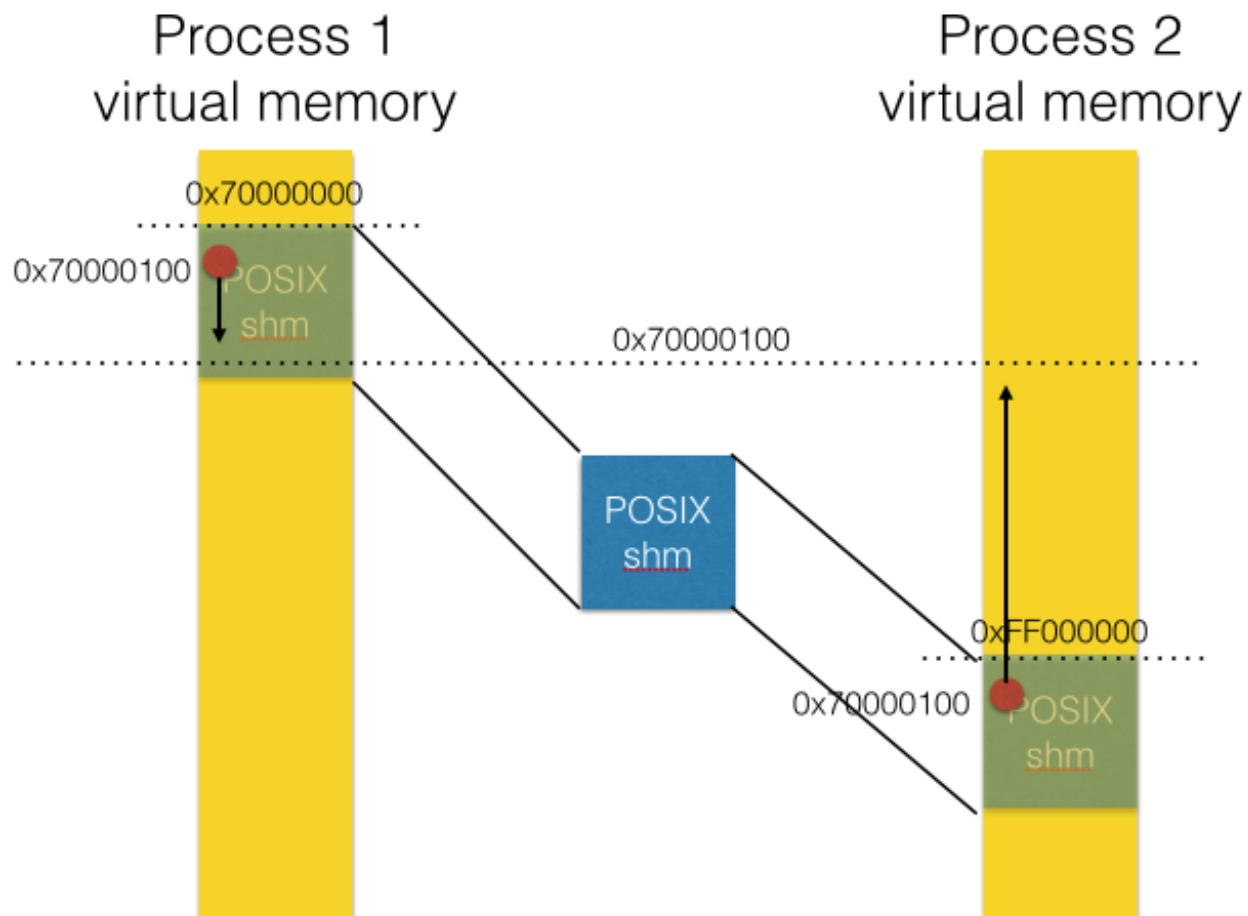 Process 1
virtual memory
Process 2
virtual memory
0x70000000
0x70000100
POSIX
shm
0x70000100
POSIX
shm
0xFF000000
0x70000100
POSIX
shm